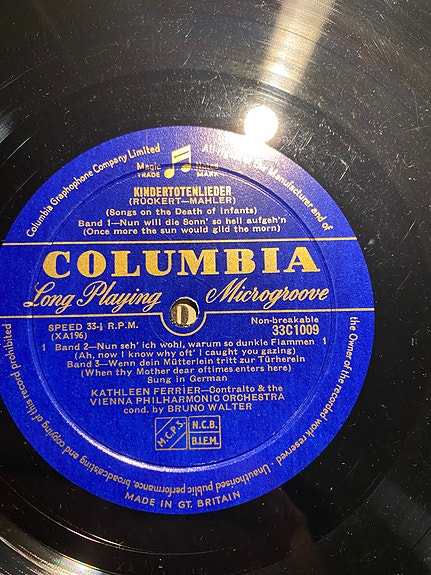 Columbia Graphophone Company Limited
All
Manufacturer and of
the Owner of the recorded work reserved. Unauthorised public performance, broadcasting and copying of this record prohibited
Magic Notes
TRADE MARK
KINDERTOTENLIEDER
(RÜCKERT—MAHLER)
(Songs on the Death of Infants)
Band 1—Nun will die Sonn' so hell aufgeh'n
(Once more the sun would gild the morn)
COLUMBIA
Long Playing Microgroove
SPEED 33⅓ R.P.M.
(XA196)
Non-breakable
33C1009
1 Band 2—Nun seh' ich wohl, warum so dunkle Flammen 1
(Ah, now I know why oft' I caught you gazing)
Band 3—Wenn dein Mütterlein tritt zur Türherein
(When thy Mother dear oftimes enters here)
Sung in German
KATHLEEN FERRIER—Contralto & the
VIENNA PHILHARMONIC ORCHESTRA
cond. by BRUNO WALTER
M.C.P.S.
N.C.B.
B.I.E.M.
MADE IN GT. BRITAIN